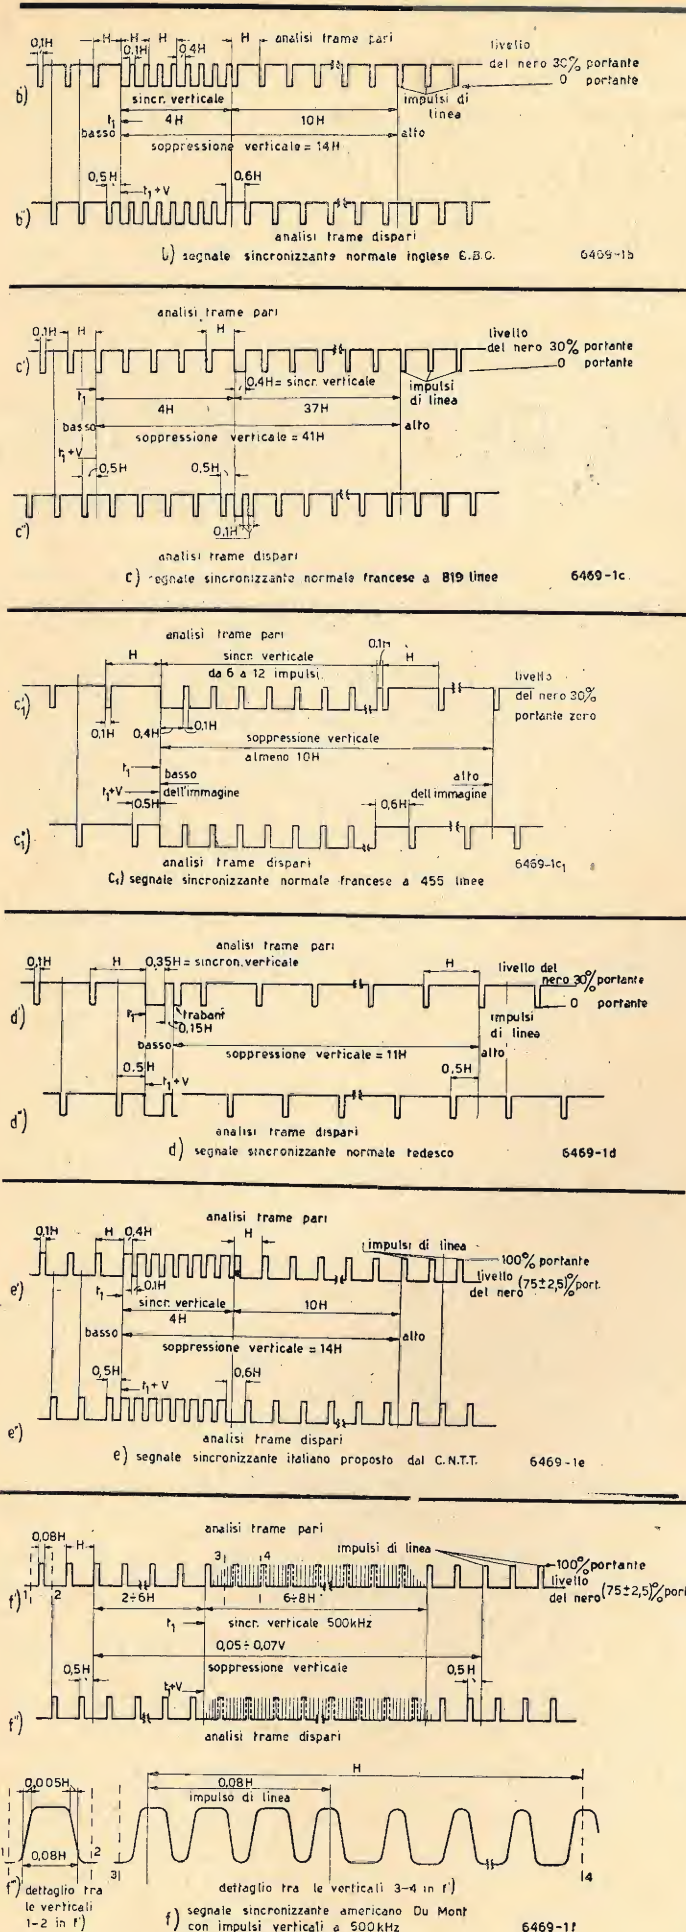 analisi trame pari
0,1H H H H 0,4H H
0,1H
livello
del nero 30% portante
0 portante
b')
sincr. verticale
impulsi di
linea
t₁ 4H 10H
basso alto
soppressione verticale = 14H
0,5H t₁+V 0,6H
b")
analisi trame dispari
b) segnale sincronizzante normale inglese B.B.C. 6469-1b
analisi trame pari
0,1H H H
livello
del nero 30% portante
0 portante
c')
0,4H = sincr. verticale
impulsi
di linea
t₁ 4H 37H
basso alto
soppressione verticale = 41H
t₁+V
0,5H 0,5H
c")
0,1H
analisi trame dispari
c) segnale sincronizzante normale francese a 819 linee 6469-1c
analisi trame pari
H sincr. verticale 0,1H H
da 6 a 12 impulsi
livello
del nero 30%
portante zero
c'₁)
0,1H 0,4H 0,1H
soppressione verticale
almeno 10H
t₁ basso alto
t₁+V dell'immagine dell'immagine
0,5H 0,6H
c"₁)
analisi trame dispari
6469-1c₁
C₁) segnale sincronizzante normale francese a 455 linee
analisi trame pari
0,1H H 0,35H = sincron. verticale H
livello del
nero 30% portante
0 portante
d')
t₁ trabant
0,15H
impulsi
di linea
basso alto
soppressione verticale = 11H
0,5H t₁+V 0,5H
d")
analisi trame dispari
d) segnale sincronizzante normale tedesco 6469-1d
analisi trame pari
0,1H H 0,4H H
impulsi di linea
100% portante
livello (75±2,5)% port.
del nero
e')
0,1H
t₁ sincr. verticale 10H
4H
basso alto
soppressione verticale = 14H
0,5H t₁+V 0,6H
e")
analisi trame dispari
e) segnale sincronizzante italiano proposto dal C.N.T.T. 6469-1e
analisi trame pari
0,08H H 3 4
impulsi di linea
100% portante
livello
del nero (75±2,5)% port
f') 1 2
2÷6H 6÷8H
t₁ sincr. verticale 500kHz
0,05÷0,07V
soppressione verticale
0,5H t₁+V 0,5H
f")
analisi trame dispari
0,005H H
0,08H
impulso di linea
1 0,08H 2 3 4
f"') dettaglio tra
le verticali
1-2 in f')
dettaglio tra le verticali 3-4 in f')
f) segnale sincronizzante americano Du Mont
con impulsi verticali a 500kHz 6469-1f